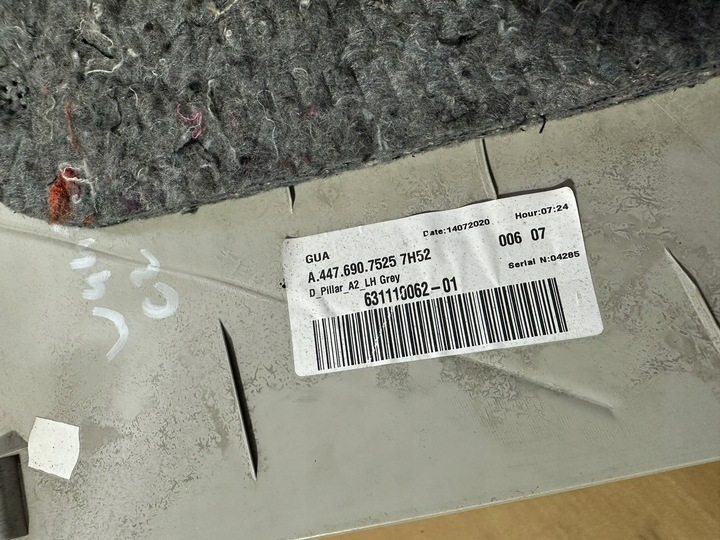 Date:14072020 Hour:07:24
GUA 006 07
A.447.690.7525 7H52
D_Pillar_A2_LH Grey Serial N:04285
631110062-01